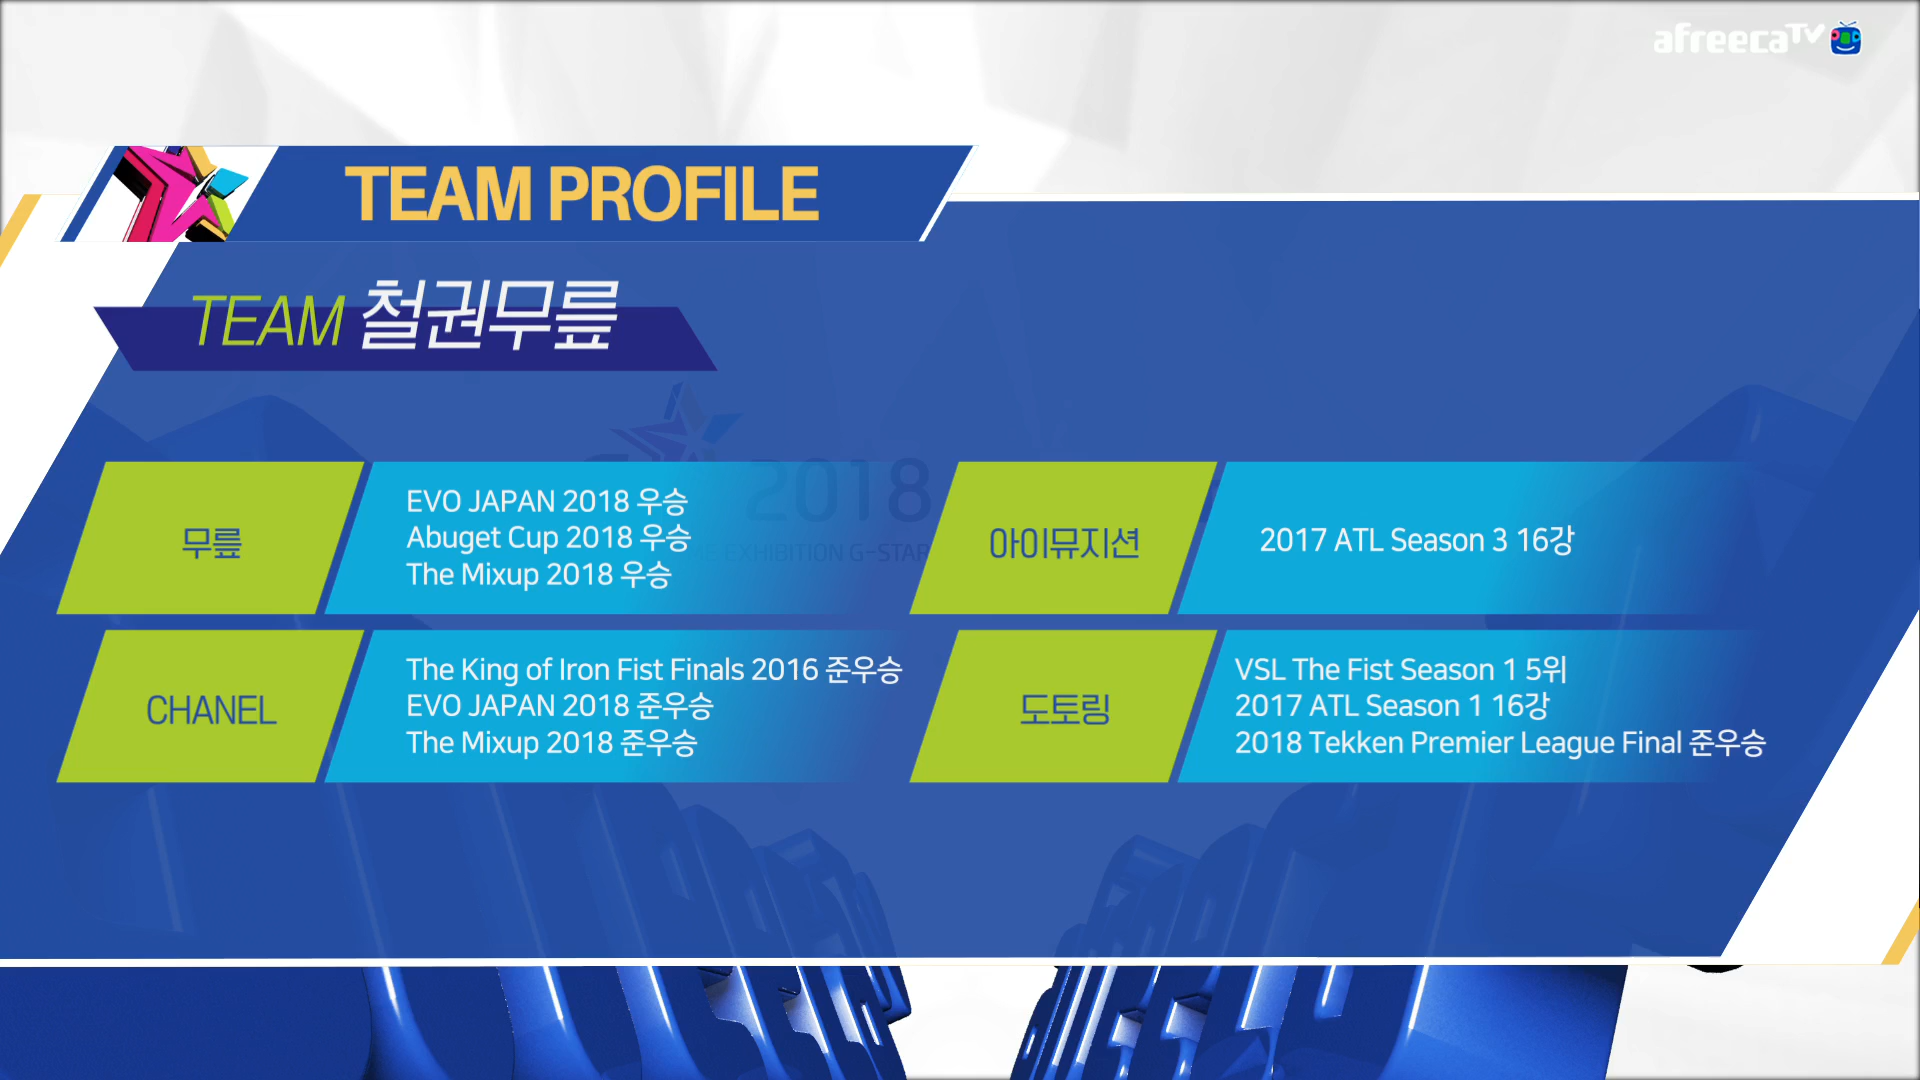 afreecaTV
TEAM PROFILE
TEAM 철권무릎
2018
EXHIBITION G-STAR
무릎
EVO JAPAN 2018 우승
Abuget Cup 2018 우승
The Mixup 2018 우승
아이뮤지션
2017 ATL Season 3 16강
CHANEL
The King of Iron Fist Finals 2016 준우승
EVO JAPAN 2018 준우승
The Mixup 2018 준우승
도토링
VSL The Fist Season 1 5위
2017 ATL Season 1 16강
2018 Tekken Premier League Final 준우승